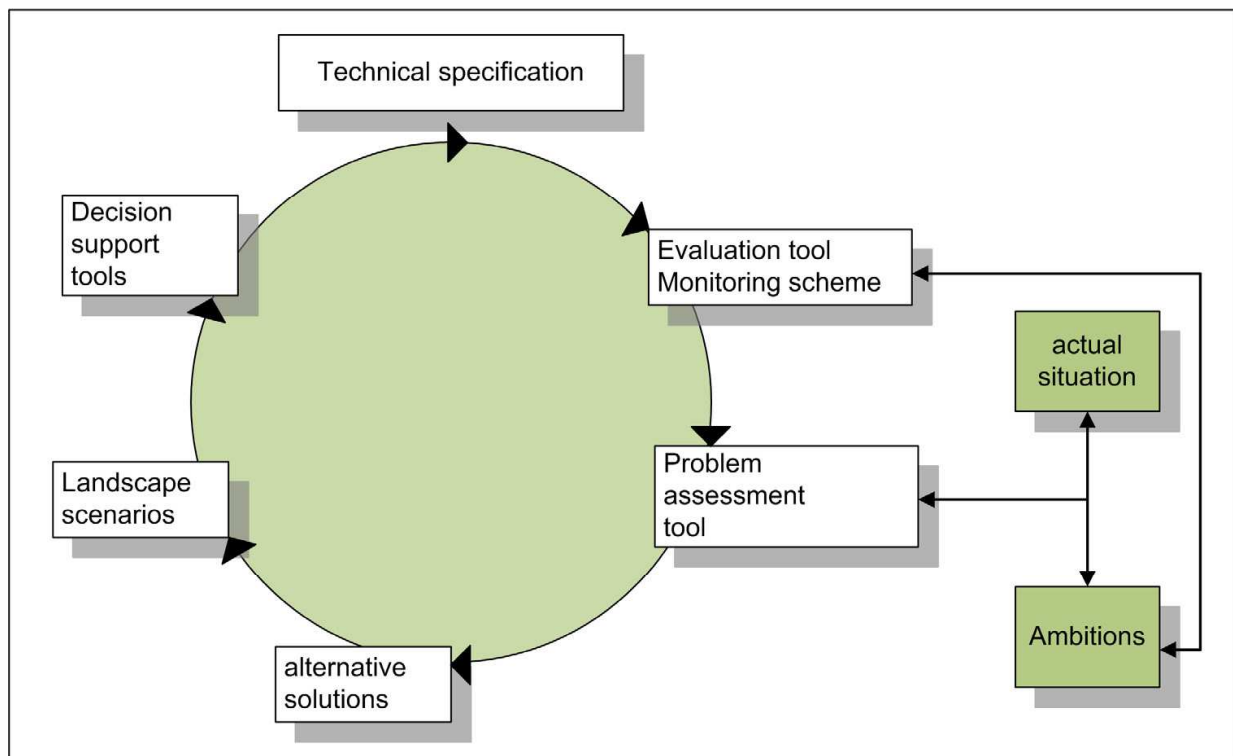 Technical specification
Decision
support
tools
Evaluation tool
Monitoring scheme
actual
situation
Problem
assessment
tool
Landscape
scenarios
Ambitions
alternative
solutions